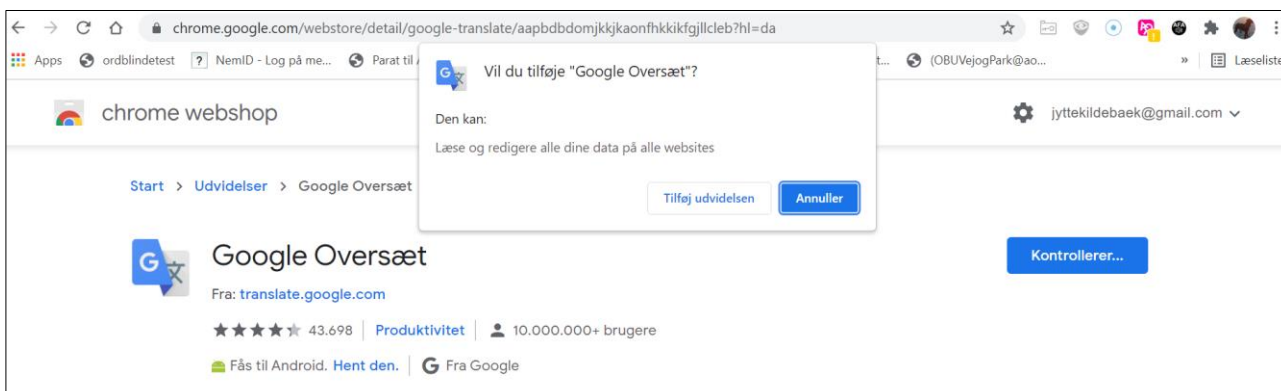 chrome.google.com/webstore/detail/google-translate/aapbdbdomjkkjkaonfhkkikfgjllcleb?hl=da
Apps ordblindetest ? NemID - Log på me... Parat til t... (OBUVejogPark@ao... » Læseliste
Vil du tilføje "Google Oversæt"?
Den kan:
Læse og redigere alle dine data på alle websites
Tilføj udvidelsen Annuller
chrome webshop jyttekildebaek@gmail.com
Start > Udvidelser > Google Oversæt
Google Oversæt Kontrollerer...
Fra: translate.google.com
43.698 Produktivitet 10.000.000+ brugere
Fås til Android. Hent den. G Fra Google